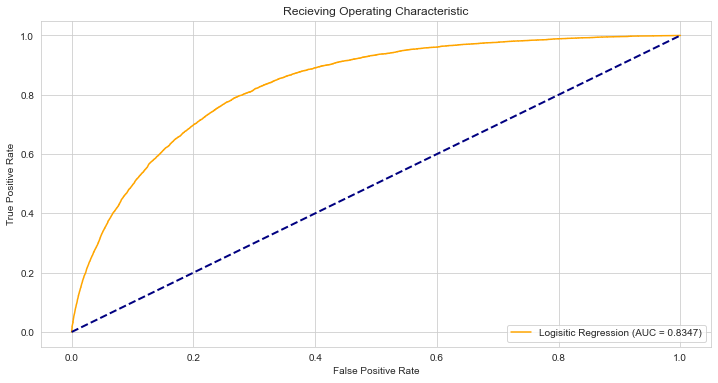 Recieving Operating Characteristic
True Positive Rate
1.0
0.8
0.6
0.4
0.2
0.0
Logisitic Regression (AUC = 0.8347)
0.0 0.2 0.4 0.6 0.8 1.0
False Positive Rate